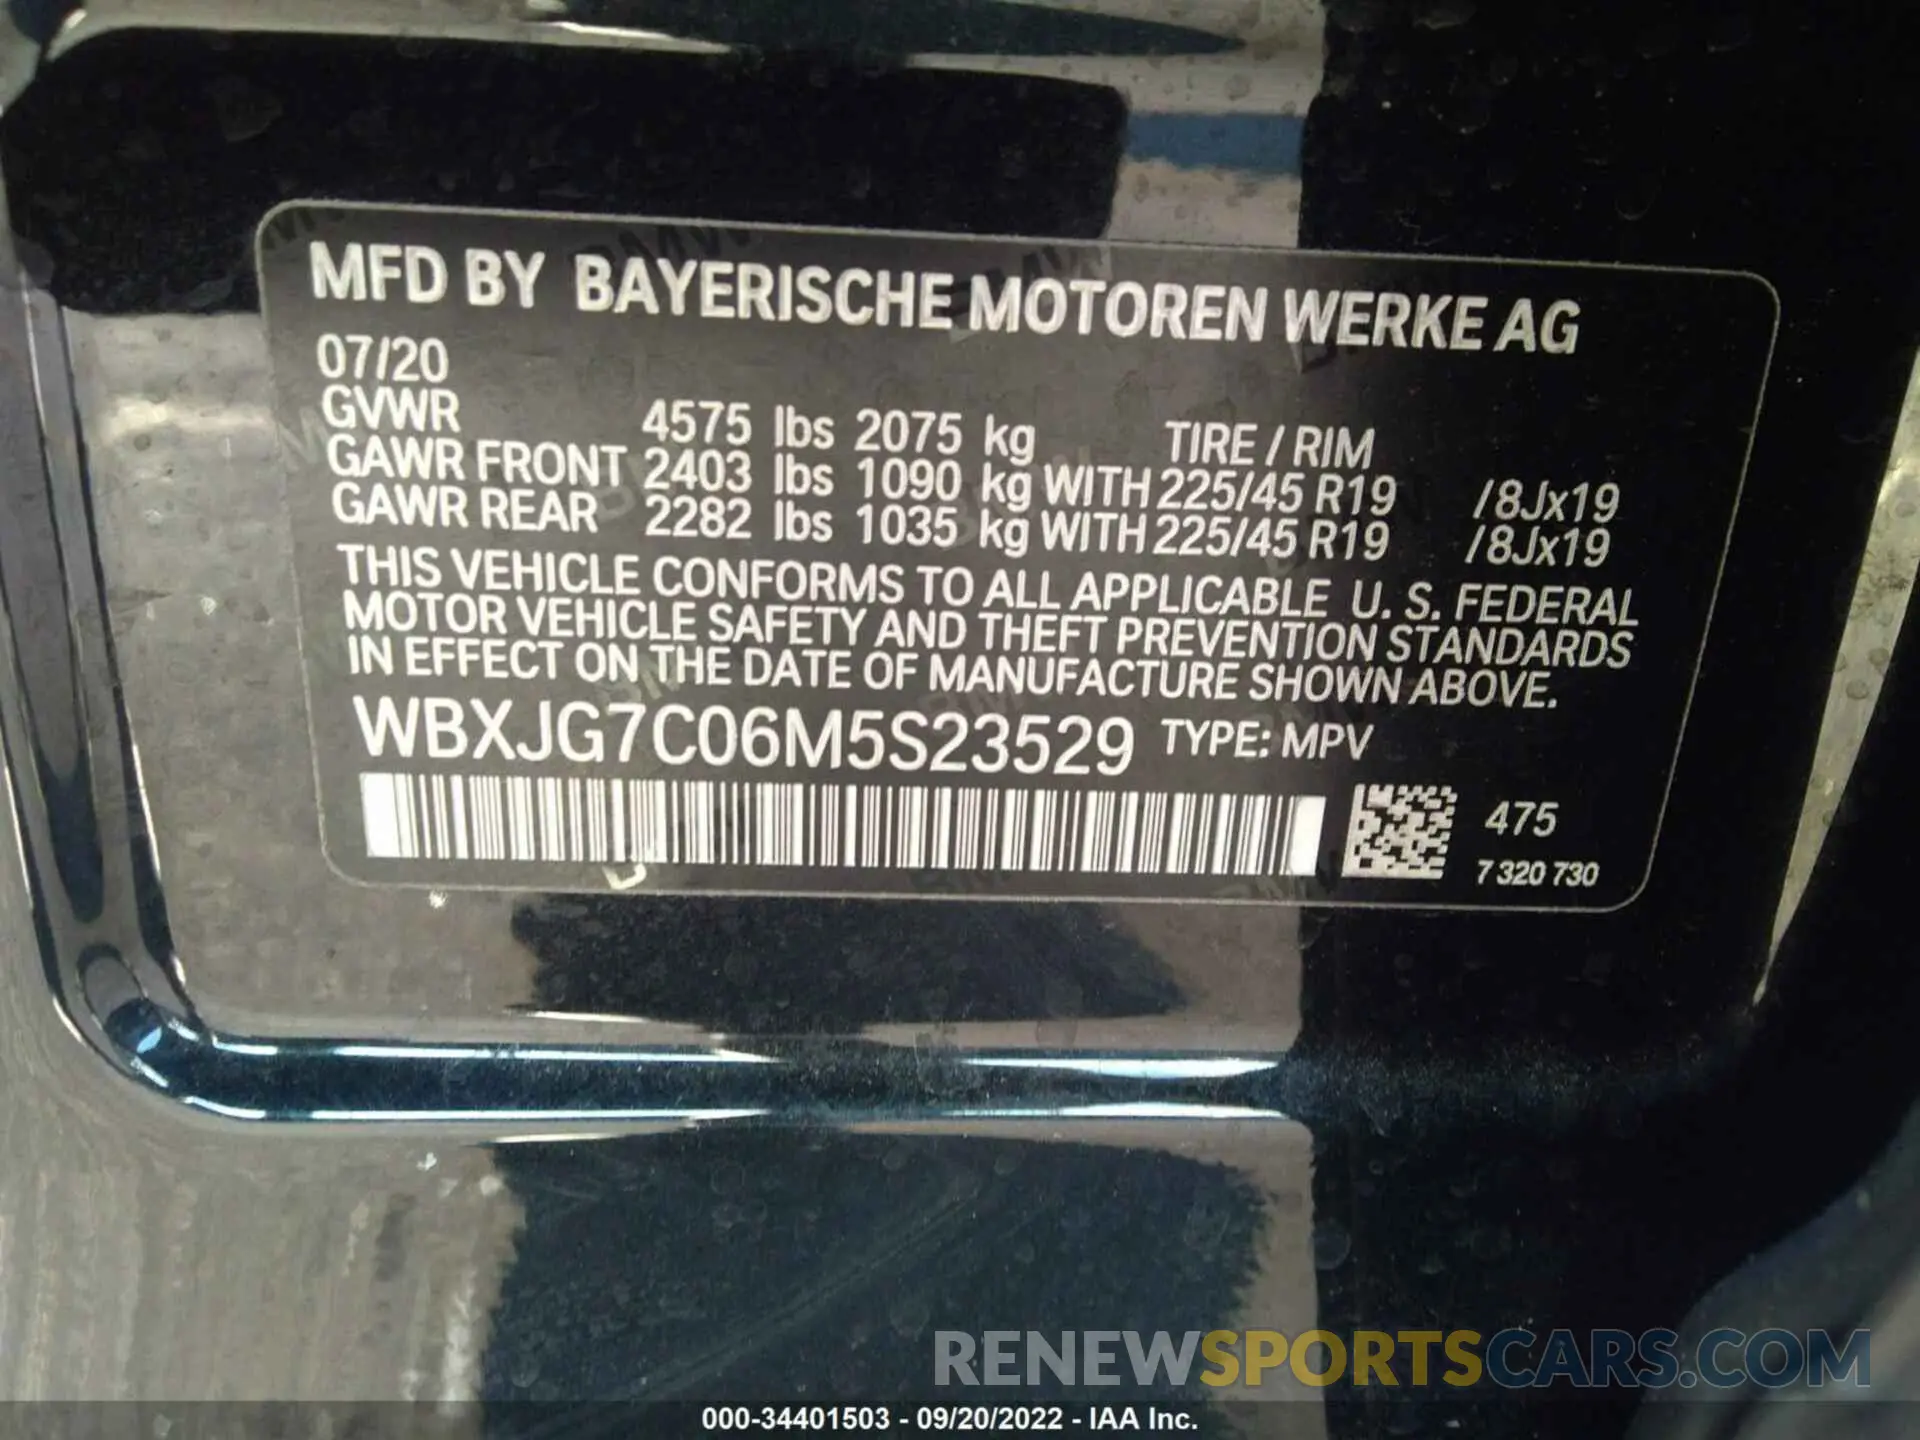 MFD BY BAYERISCHE MOTOREN WERKE AG
07/20
GVWR 4575 lbs 2075 kg TIRE / RIM
GAWR FRONT 2403 lbs 1090 kg WITH 225/45 R19 /8Jx19
GAWR REAR 2282 lbs 1035 kg WITH 225/45 R19 /8Jx19
THIS VEHICLE CONFORMS TO ALL APPLICABLE U. S. FEDERAL
MOTOR VEHICLE SAFETY AND THEFT PREVENTION STANDARDS
IN EFFECT ON THE DATE OF MANUFACTURE SHOWN ABOVE.
WBXJG7C06M5S23529 TYPE: MPV
475
7 320 730
RENEWSPORTSCARS.COM
000-34401503 - 09/20/2022 - IAA Inc.